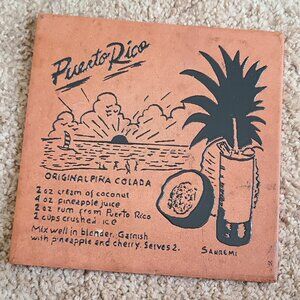 Puerto Rico
ORIGINAL PIÑA COLADA
2 oz cream of coconut
4 oz pineapple juice
2 oz rum from Puerto Rico
2 cups crushed ice
Mix well in blender. Garnish
with pineapple and cherry. Serves 2.
SANREMI